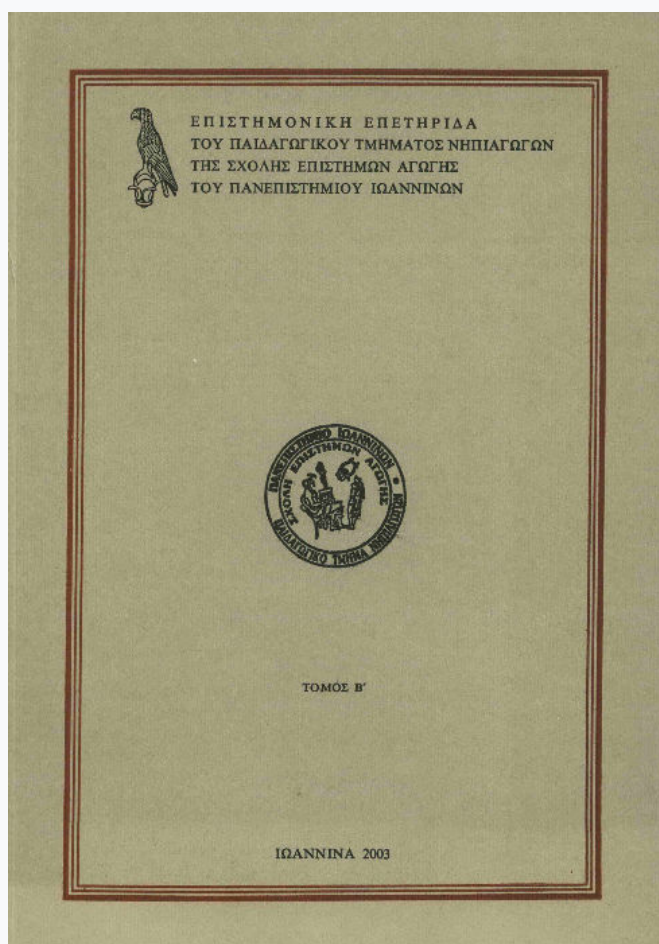 ΕΠΙΣΤΗΜΟΝΙΚΗ ΕΠΕΤΗΡΙΔΑ
ΤΟΥ ΠΑΙΔΑΓΩΓΙΚΟΥ ΤΜΗΜΑΤΟΣ ΝΗΠΙΑΓΩΓΩΝ
ΤΗΣ ΣΧΟΛΗΣ ΕΠΙΣΤΗΜΩΝ ΑΓΩΓΗΣ
ΤΟΥ ΠΑΝΕΠΙΣΤΗΜΙΟΥ ΙΩΑΝΝΙΝΩΝ
ΠΑΝΕΠΙΣΤΗΜΙΟ ΙΩΑΝΝΙΝΩΝ
ΣΧΟΛΗ ΕΠΙΣΤΗΜΩΝ ΑΓΩΓΗΣ
ΠΑΙΔΑΓΩΓΙΚΟ ΤΜΗΜΑ ΝΗΠΙΑΓΩΓΩΝ
ΤΟΜΟΣ Β΄
ΙΩΑΝΝΙΝΑ 2003